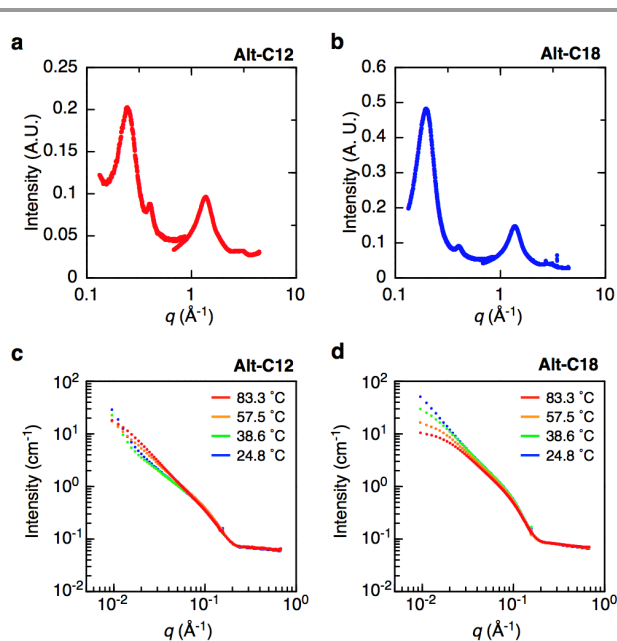 a
Alt-C12
0.25
0.2
0.15
0.1
0.05
0
0.1
1
10
Intensity (A.U.)
q (Å-1)
b
Alt-C18
0.6
0.5
0.4
0.3
0.2
0.1
0
0.1
1
10
Intensity (A. U.)
q (Å-1)
c
Alt-C12
83.3 ˚C
57.5 ˚C
38.6 ˚C
24.8 ˚C
10²
10¹
10⁰
10-1
10-2
10-2
10-1
10⁰
Intensity (cm-1)
q (Å-1)
d
Alt-C18
83.3 ˚C
57.5 ˚C
38.6 ˚C
24.8 ˚C
10²
10¹
10⁰
10-1
10-2
10-2
10-1
10⁰
Intensity (cm-1)
q (Å-1)